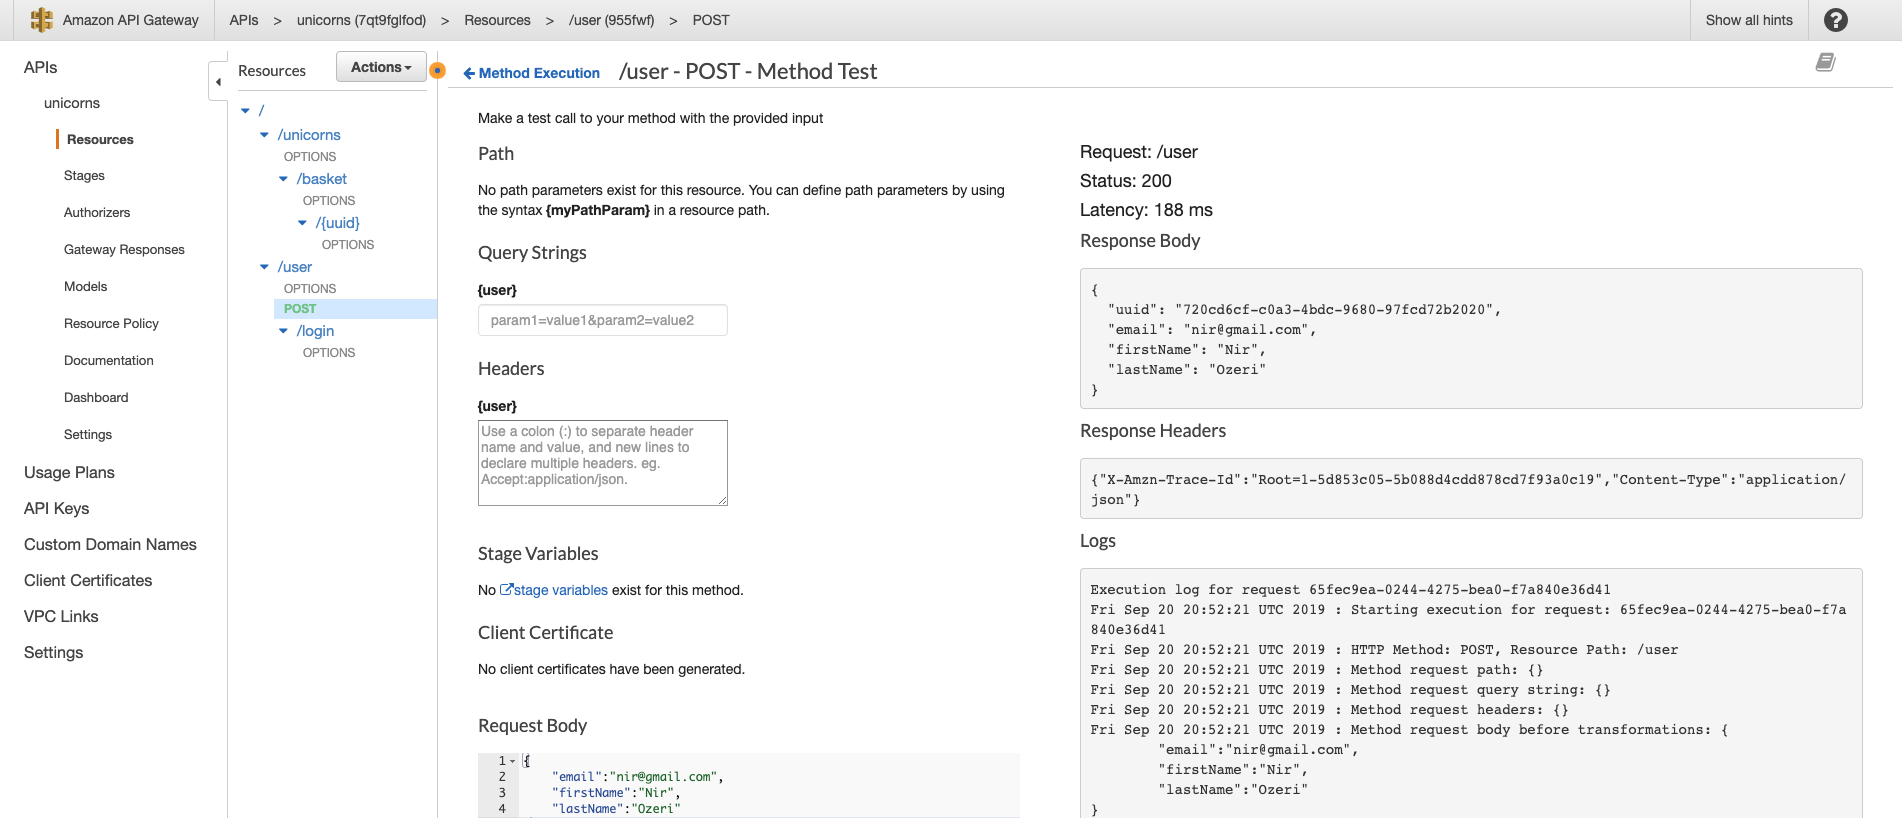 Amazon API Gateway
APIs > unicorns (7qt9fglfod) > Resources > /user (955fwf) > POST
Show all hints
?
APIs
unicorns
Resources
Stages
Authorizers
Gateway Responses
Models
Resource Policy
Documentation
Dashboard
Settings
Usage Plans
API Keys
Custom Domain Names
Client Certificates
VPC Links
Settings
Resources
Actions
/
/unicorns
OPTIONS
/basket
OPTIONS
/{uuid}
OPTIONS
/user
OPTIONS
POST
/login
OPTIONS
Method Execution /user - POST - Method Test
Make a test call to your method with the provided input
Path
No path parameters exist for this resource. You can define path parameters by using
the syntax {myPathParam} in a resource path.
Query Strings
{user}
param1=value1&param2=value2
Headers
{user}
Use a colon (:) to separate header
name and value, and new lines to
declare multiple headers. eg.
Accept:application/json.
Stage Variables
No stage variables exist for this method.
Client Certificate
No client certificates have been generated.
Request Body
1 {
2 "email":"nir@gmail.com",
3 "firstName":"Nir",
4 "lastName":"Ozeri"
Request: /user
Status: 200
Latency: 188 ms
Response Body
{
"uuid": "720cd6cf-c0a3-4bdc-9680-97fcd72b2020",
"email": "nir@gmail.com",
"firstName": "Nir",
"lastName": "Ozeri"
}
Response Headers
{"X-Amzn-Trace-Id":"Root=1-5d853c05-5b088d4cdd878cd7f93a0c19","Content-Type":"application/
json"}
Logs
Execution log for request 65fec9ea-0244-4275-bea0-f7a840e36d41
Fri Sep 20 20:52:21 UTC 2019 : Starting execution for request: 65fec9ea-0244-4275-bea0-f7a
840e36d41
Fri Sep 20 20:52:21 UTC 2019 : HTTP Method: POST, Resource Path: /user
Fri Sep 20 20:52:21 UTC 2019 : Method request path: {}
Fri Sep 20 20:52:21 UTC 2019 : Method request query string: {}
Fri Sep 20 20:52:21 UTC 2019 : Method request headers: {}
Fri Sep 20 20:52:21 UTC 2019 : Method request body before transformations: {
"email":"nir@gmail.com",
"firstName":"Nir",
"lastName":"Ozeri"
}